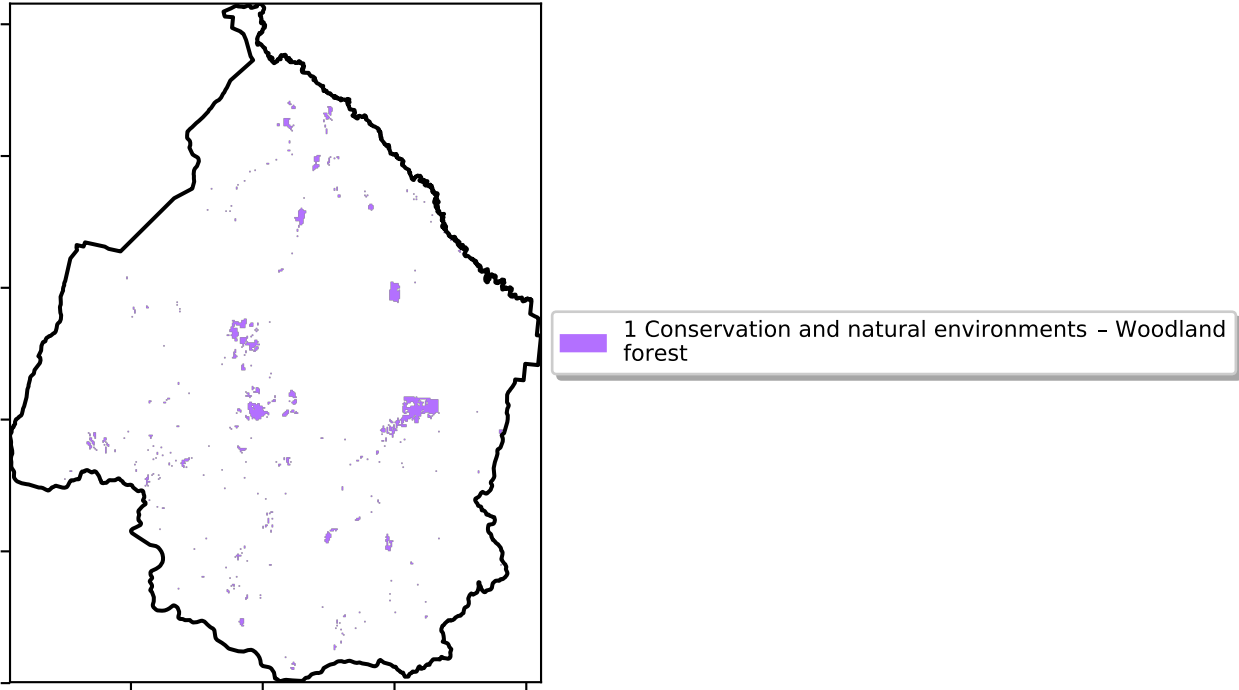 1 Conservation and natural environments – Woodland
forest